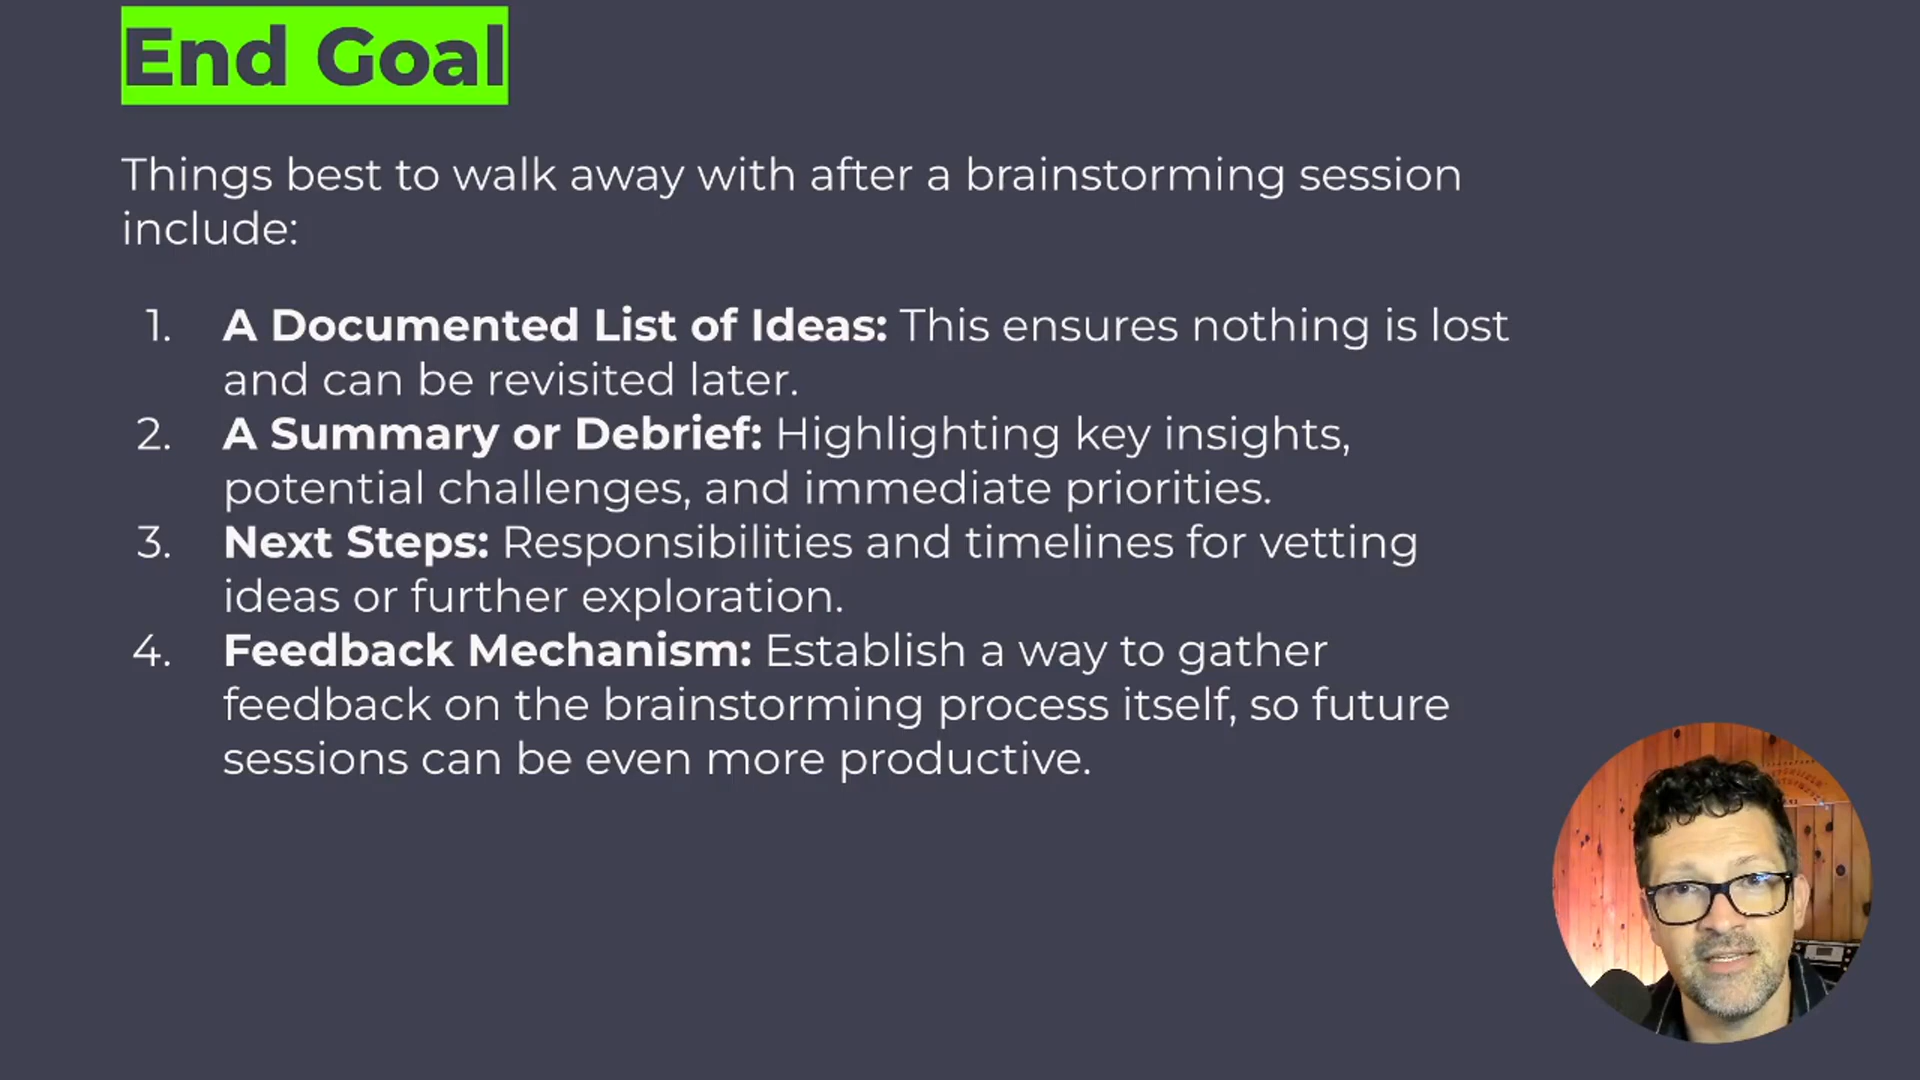 End Goal
Things best to walk away with after a brainstorming session
include:
1. A Documented List of Ideas: This ensures nothing is lost
and can be revisited later.
2. A Summary or Debrief: Highlighting key insights,
potential challenges, and immediate priorities.
3. Next Steps: Responsibilities and timelines for vetting
ideas or further exploration.
4. Feedback Mechanism: Establish a way to gather
feedback on the brainstorming process itself, so future
sessions can be even more productive.